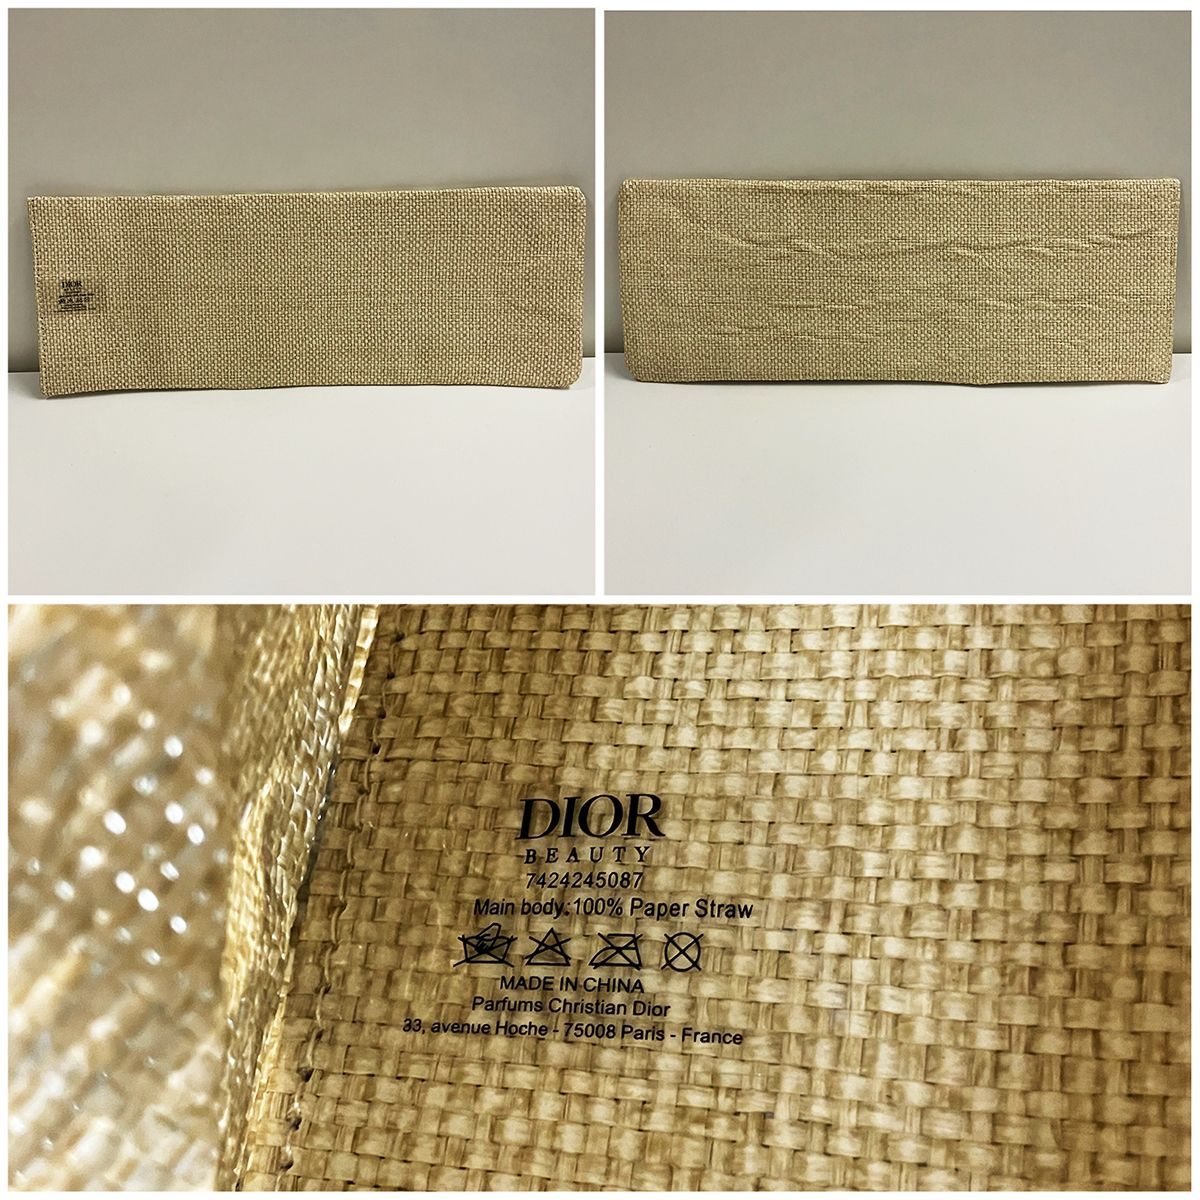 DIOR
DIOR
BEAUTY
7424245087
Main body:100% Paper Straw
MADE IN CHINA
Parfums Christian Dior
33, avenue Hoche - 75008 Paris - France